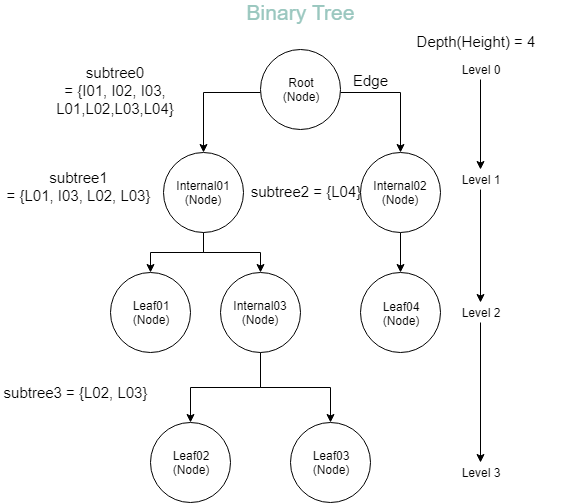 Binary Tree
Depth(Height) = 4
Level 0
subtree0
= {I01, I02, I03,
L01,L02,L03,L04}
Root
(Node)
Edge
subtree1
= {L01, I03, L02, L03}
Internal01
(Node)
subtree2 = {L04}
Internal02
(Node)
Level 1
Leaf01
(Node)
Internal03
(Node)
Leaf04
(Node)
Level 2
subtree3 = {L02, L03}
Leaf02
(Node)
Leaf03
(Node)
Level 3